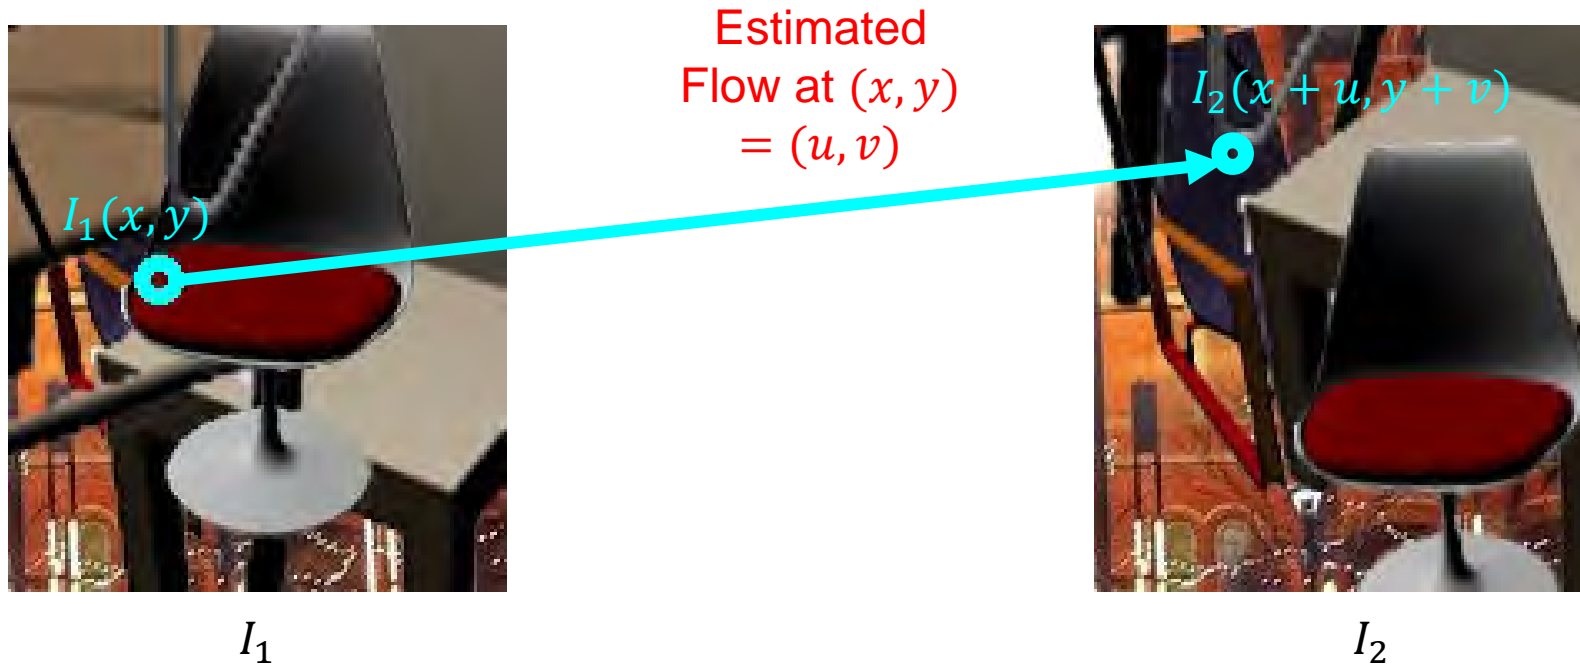 Estimated
Flow at (x, y)
= (u, v)
I₁(x, y)
I₂(x + u, y + v)
I₁
I₂